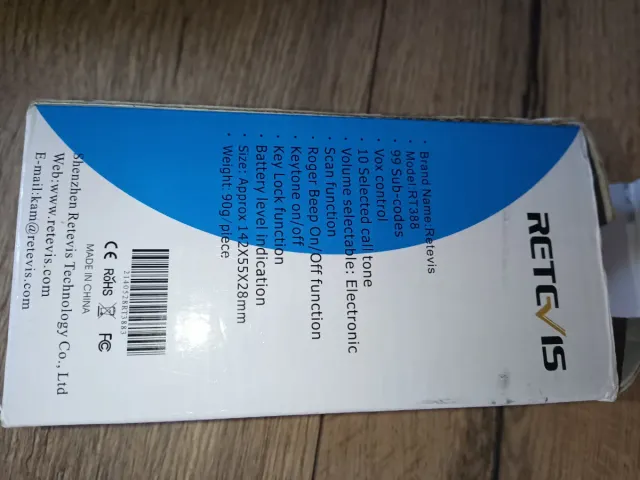 RETEVIS
· Brand Name:Retevis
· Model:RT388
· 99 Sub-codes
· Vox control
· 10 Selected call tone
· Volume selectable: Electronic
· Scan function
· Roger Beep On/Off function
· Keytone on/off
· Key Lock function
· Battery level indication
· Size: Approx 142X55X28mm
· Weight: 90g/piece
2140528RT3883
CE RoHS FC
MADE IN CHINA
Shenzhen Retevis Technology Co., Ltd
Web:www.retevis.com
E-mail:kam@retevis.com